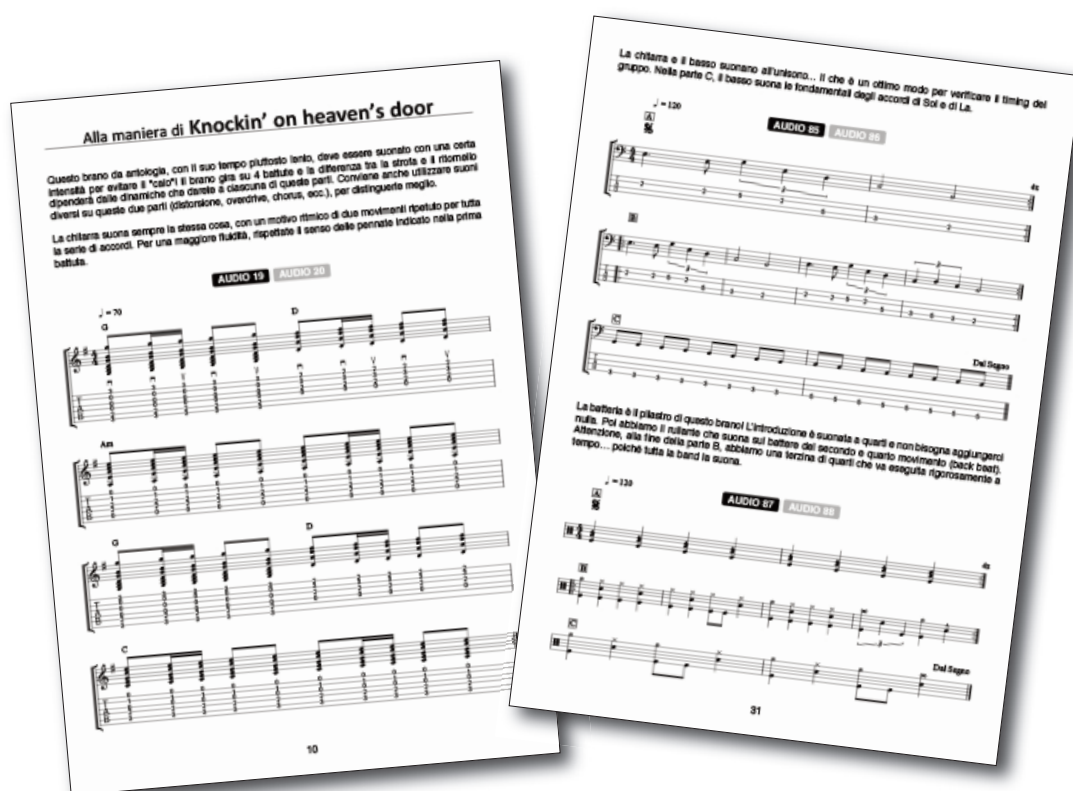 Alla maniera di Knockin' on heaven's door
Questo brano da antologia, con il suo tempo piuttosto lento, deve essere suonato con una certa
intensità per evitare il "calo"! Il brano gira su 4 battute e la differenza tra la strofa e il ritornello
dipenderà dalle dinamiche che darete a ciascuna di queste parti. Conviene anche utilizzare suoni
diversi su queste due parti (distorsione, overdrive, chorus, ecc.), per distinguerle meglio.
La chitarra suona sempre la stessa cosa, con un motivo ritmico di due movimenti ripetuto per tutta
la serie di accordi. Per una maggiore fluidità, rispettate il senso delle pennate indicato nella prima
battuta.
AUDIO 19 AUDIO 20
♩ = 70
G D
Am
G D
C
10
La chitarra e il basso suonano all'unisono... il che è un ottimo modo per verificare il timing del
gruppo. Nella parte C, il basso suona le fondamentali degli accordi di Sol e di La.
♩ = 120
A
AUDIO 85 AUDIO 86
4x
B
C
Dal Segno
La batteria è il pilastro di questo brano! L'introduzione è suonata a quarti e non bisogna aggiungerci
nulla. Poi abbiamo il rullante che suona sul battere del secondo e quarto movimento (back beat).
Attenzione, alla fine della parte B, abbiamo una terzina di quarti che va eseguita rigorosamente a
tempo... poiché tutta la band la suona.
♩ = 120
A
AUDIO 87 AUDIO 88
4x
B
C
Dal Segno
31